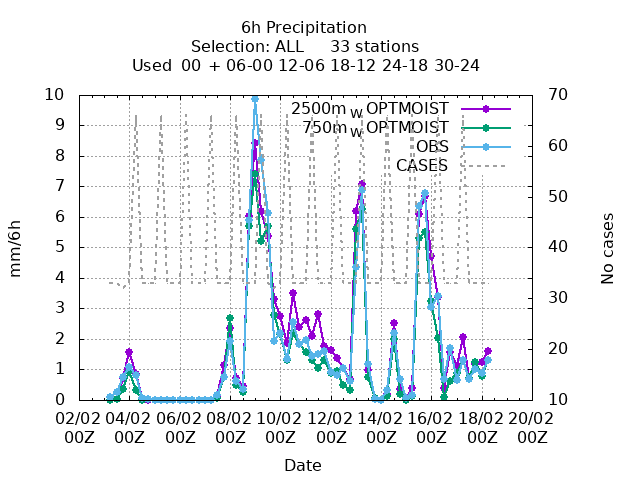 6h Precipitation
Selection: ALL 33 stations
Used 00 + 06-00 12-06 18-12 24-18 30-24
2500m_W OPTMOIST
750m_W OPTMOIST
OBS
CASES
mm/6h
10
9
8
7
6
5
4
3
2
1
0
70
60
50
40
30
20
10
No cases
02/02 04/02 06/02 08/02 10/02 12/02 14/02 16/02 18/02 20/02
00Z 00Z 00Z 00Z 00Z 00Z 00Z 00Z 00Z 00Z
Date